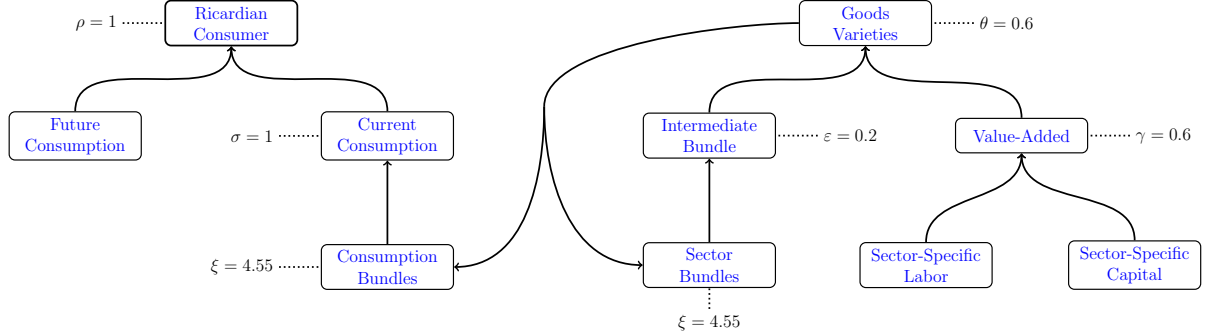 ρ = 1
Ricardian
Consumer
Goods
Varieties
θ = 0.6
Future
Consumption
σ = 1
Current
Consumption
Intermediate
Bundle
ε = 0.2
Value-Added
γ = 0.6
ξ = 4.55
Consumption
Bundles
Sector
Bundles
Sector-Specific
Labor
Sector-Specific
Capital
ξ = 4.55